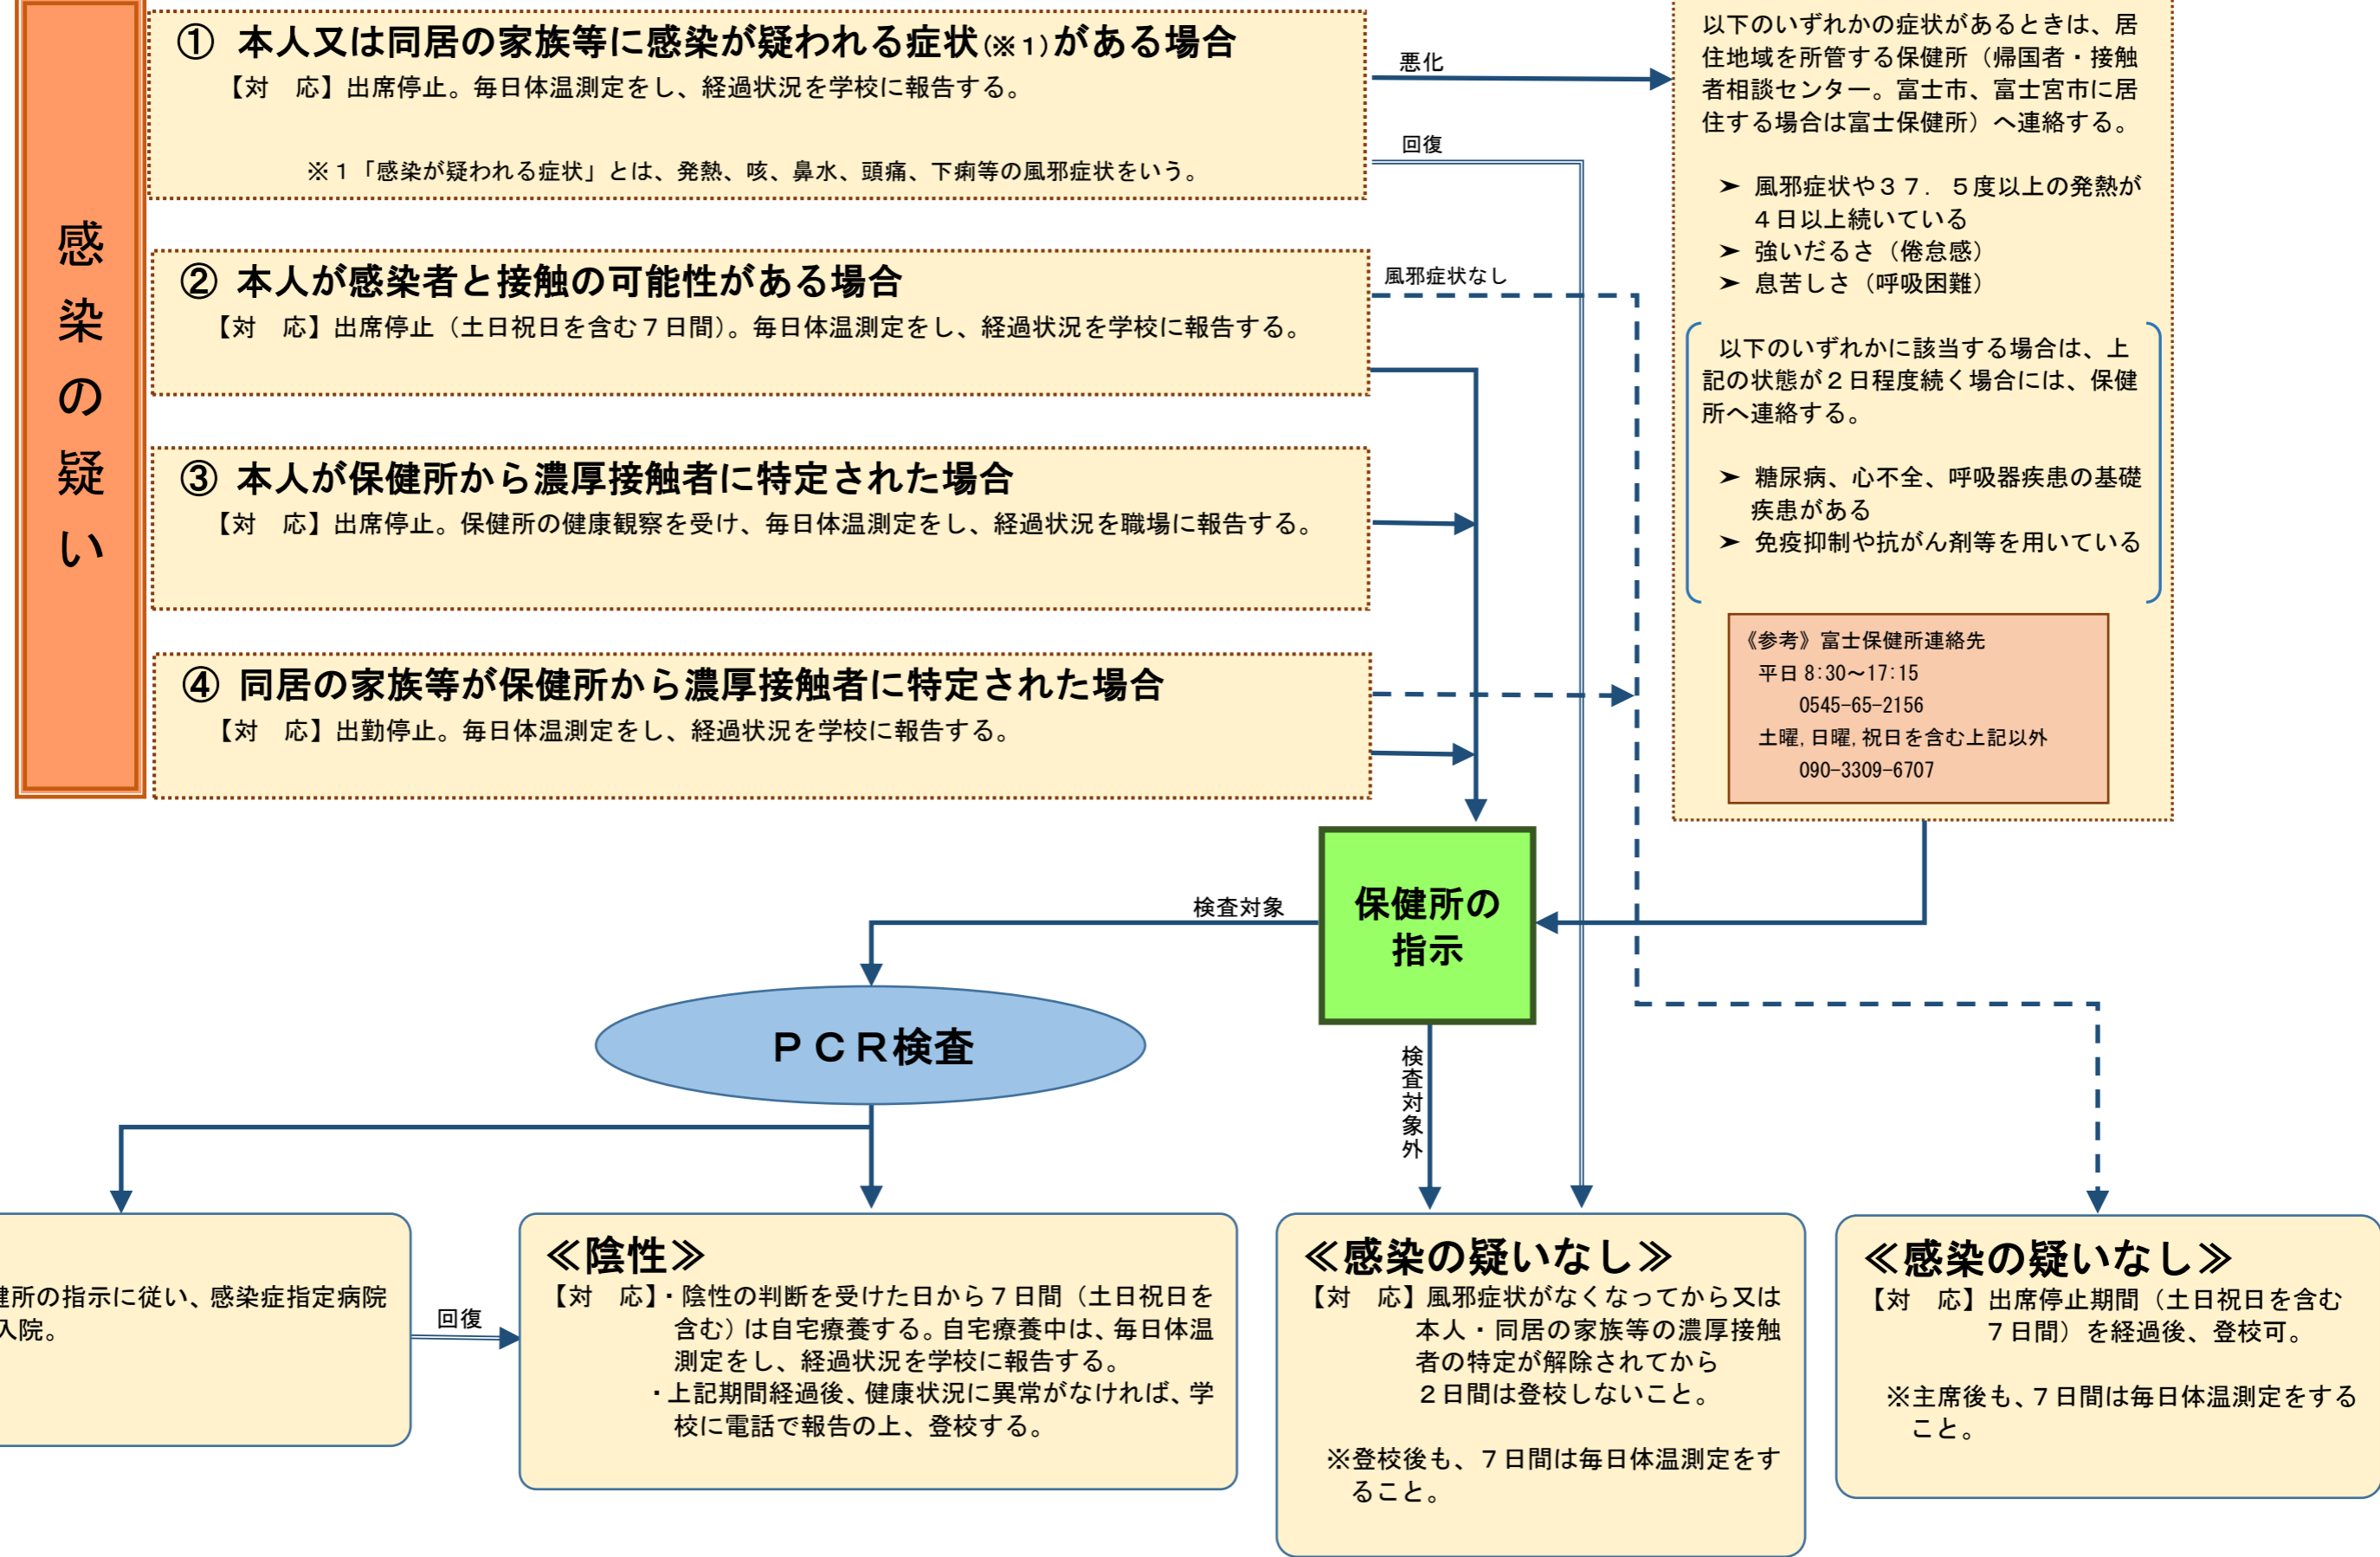 感染の疑い
① 本人又は同居の家族等に感染が疑われる症状(※1)がある場合
【対　応】出席停止。毎日体温測定をし、経過状況を学校に報告する。
※1「感染が疑われる症状」とは、発熱、咳、鼻水、頭痛、下痢等の風邪症状をいう。
② 本人が感染者と接触の可能性がある場合
【対　応】出席停止（土日祝日を含む7日間）。毎日体温測定をし、経過状況を学校に報告する。
③ 本人が保健所から濃厚接触者に特定された場合
【対　応】出席停止。保健所の健康観察を受け、毎日体温測定をし、経過状況を職場に報告する。
④ 同居の家族等が保健所から濃厚接触者に特定された場合
【対　応】出勤停止。毎日体温測定をし、経過状況を学校に報告する。
悪化
回復
風邪症状なし
以下のいずれかの症状があるときは、居
住地域を所管する保健所（帰国者・接触
者相談センター。富士市、富士宮市に居
住する場合は富士保健所）へ連絡する。
➤ 風邪症状や３７．５度以上の発熱が
４日以上続いている
➤ 強いだるさ（倦怠感）
➤ 息苦しさ（呼吸困難）
以下のいずれかに該当する場合は、上
記の状態が２日程度続く場合には、保健
所へ連絡する。
➤ 糖尿病、心不全、呼吸器疾患の基礎
疾患がある
➤ 免疫抑制や抗がん剤等を用いている
《参考》富士保健所連絡先
平日 8:30～17:15
0545-65-2156
土曜,日曜,祝日を含む上記以外
090-3309-6707
保健所の
指示
検査対象
検査対象外
ＰＣＲ検査
健所の指示に従い、感染症指定病院
入院。
回復
≪陰性≫
【対　応】・陰性の判断を受けた日から７日間（土日祝日を
含む）は自宅療養する。自宅療養中は、毎日体温
測定をし、経過状況を学校に報告する。
・上記期間経過後、健康状況に異常がなければ、学
校に電話で報告の上、登校する。
≪感染の疑いなし≫
【対　応】風邪症状がなくなってから又は
本人・同居の家族等の濃厚接触
者の特定が解除されてから
２日間は登校しないこと。
※登校後も、７日間は毎日体温測定をす
ること。
≪感染の疑いなし≫
【対　応】出席停止期間（土日祝日を含む
７日間）を経過後、登校可。
※主席後も、７日間は毎日体温測定をする
こと。